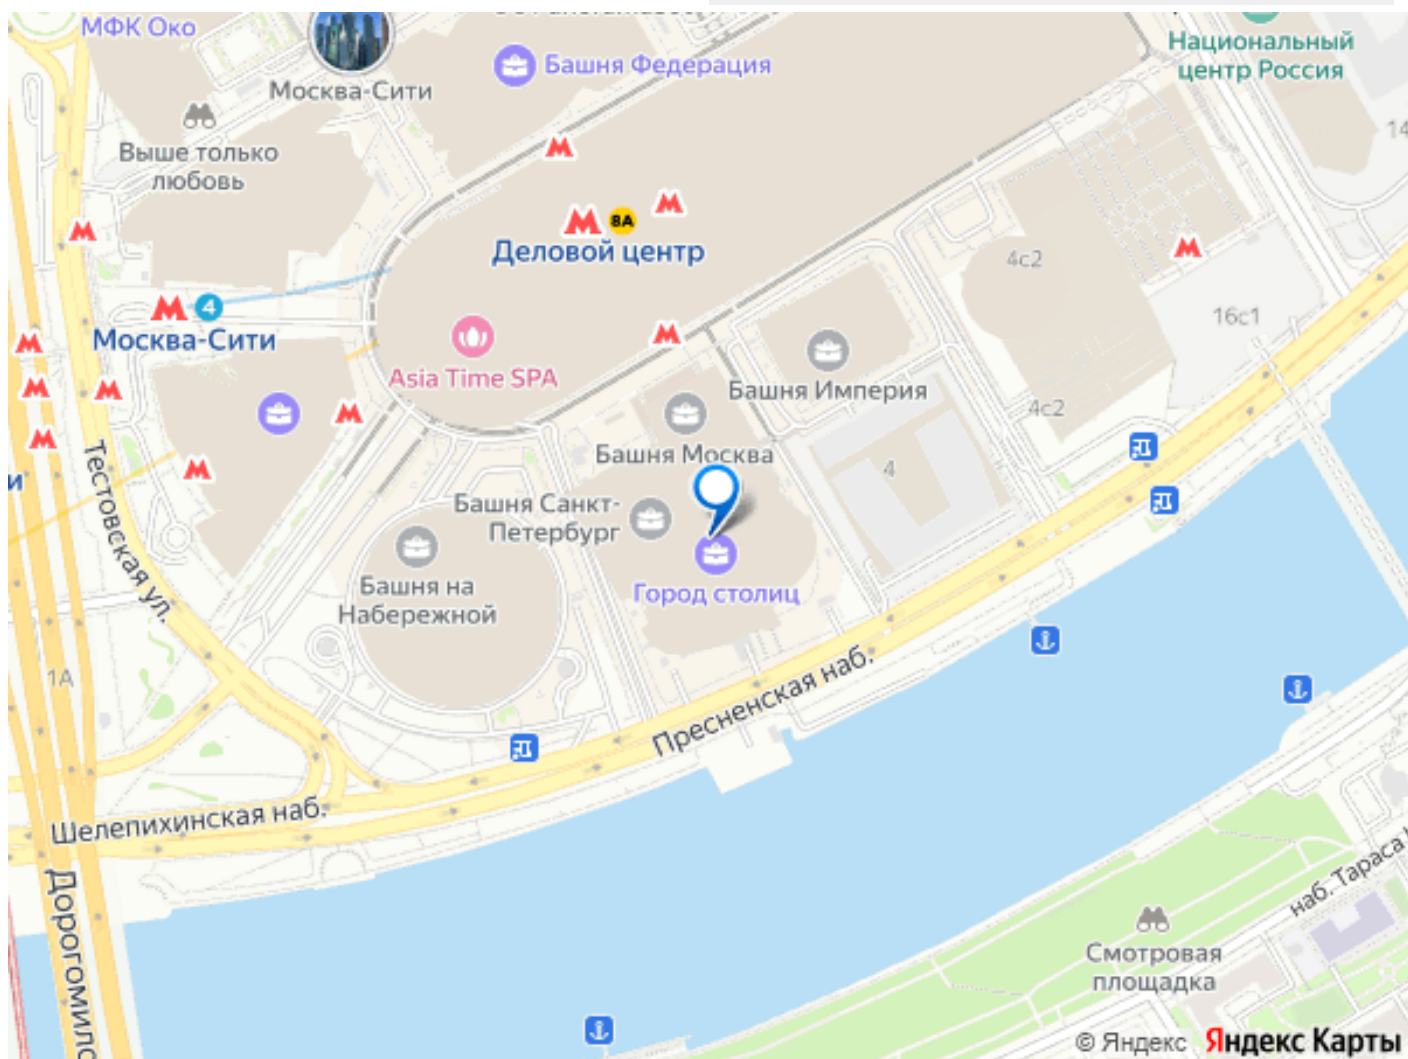 МФК Око
Москва-Сити
Башня Федерация
Национальный
центр Россия
14
Выше только
любовь
М
М
М
8А
Деловой центр
М
4с2
М
М
М
4
Москва-Сити
М
М
М
М
М
М
16с1
Asia Time SPA
Башня Империя
4с2
Башня Москва
4
и
Тестовская ул.
Башня Санкт-
Петербург
Башня на
Набережной
Город столиц
1А
Пресненская наб.
Шелепихинская наб.
Дорогомило
наб. Тараса
Смотровая
площадка
© Яндекс Яндекс Карты